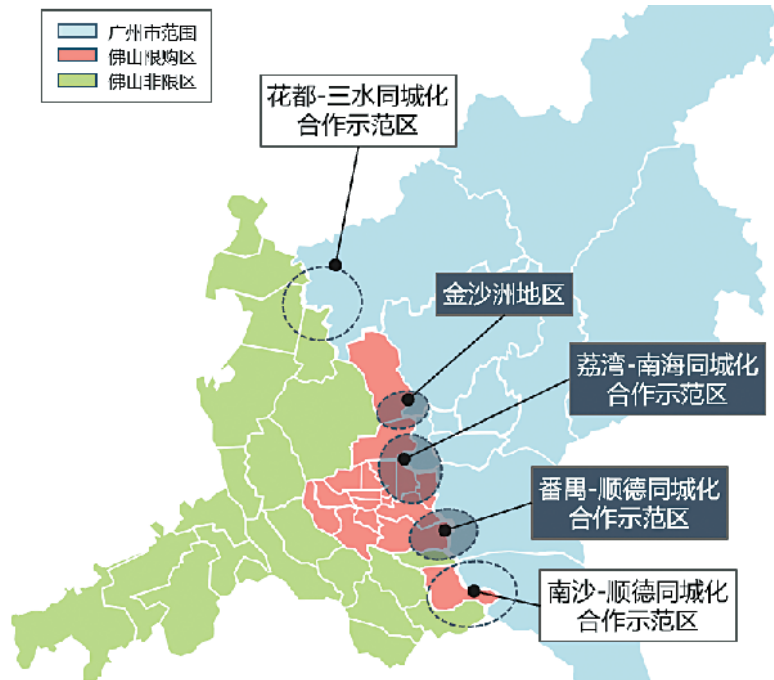 广州市范围
佛山限购区
佛山非限区
花都-三水同城化
合作示范区
金沙洲地区
荔湾-南海同城化
合作示范区
番禺-顺德同城化
合作示范区
南沙-顺德同城化
合作示范区